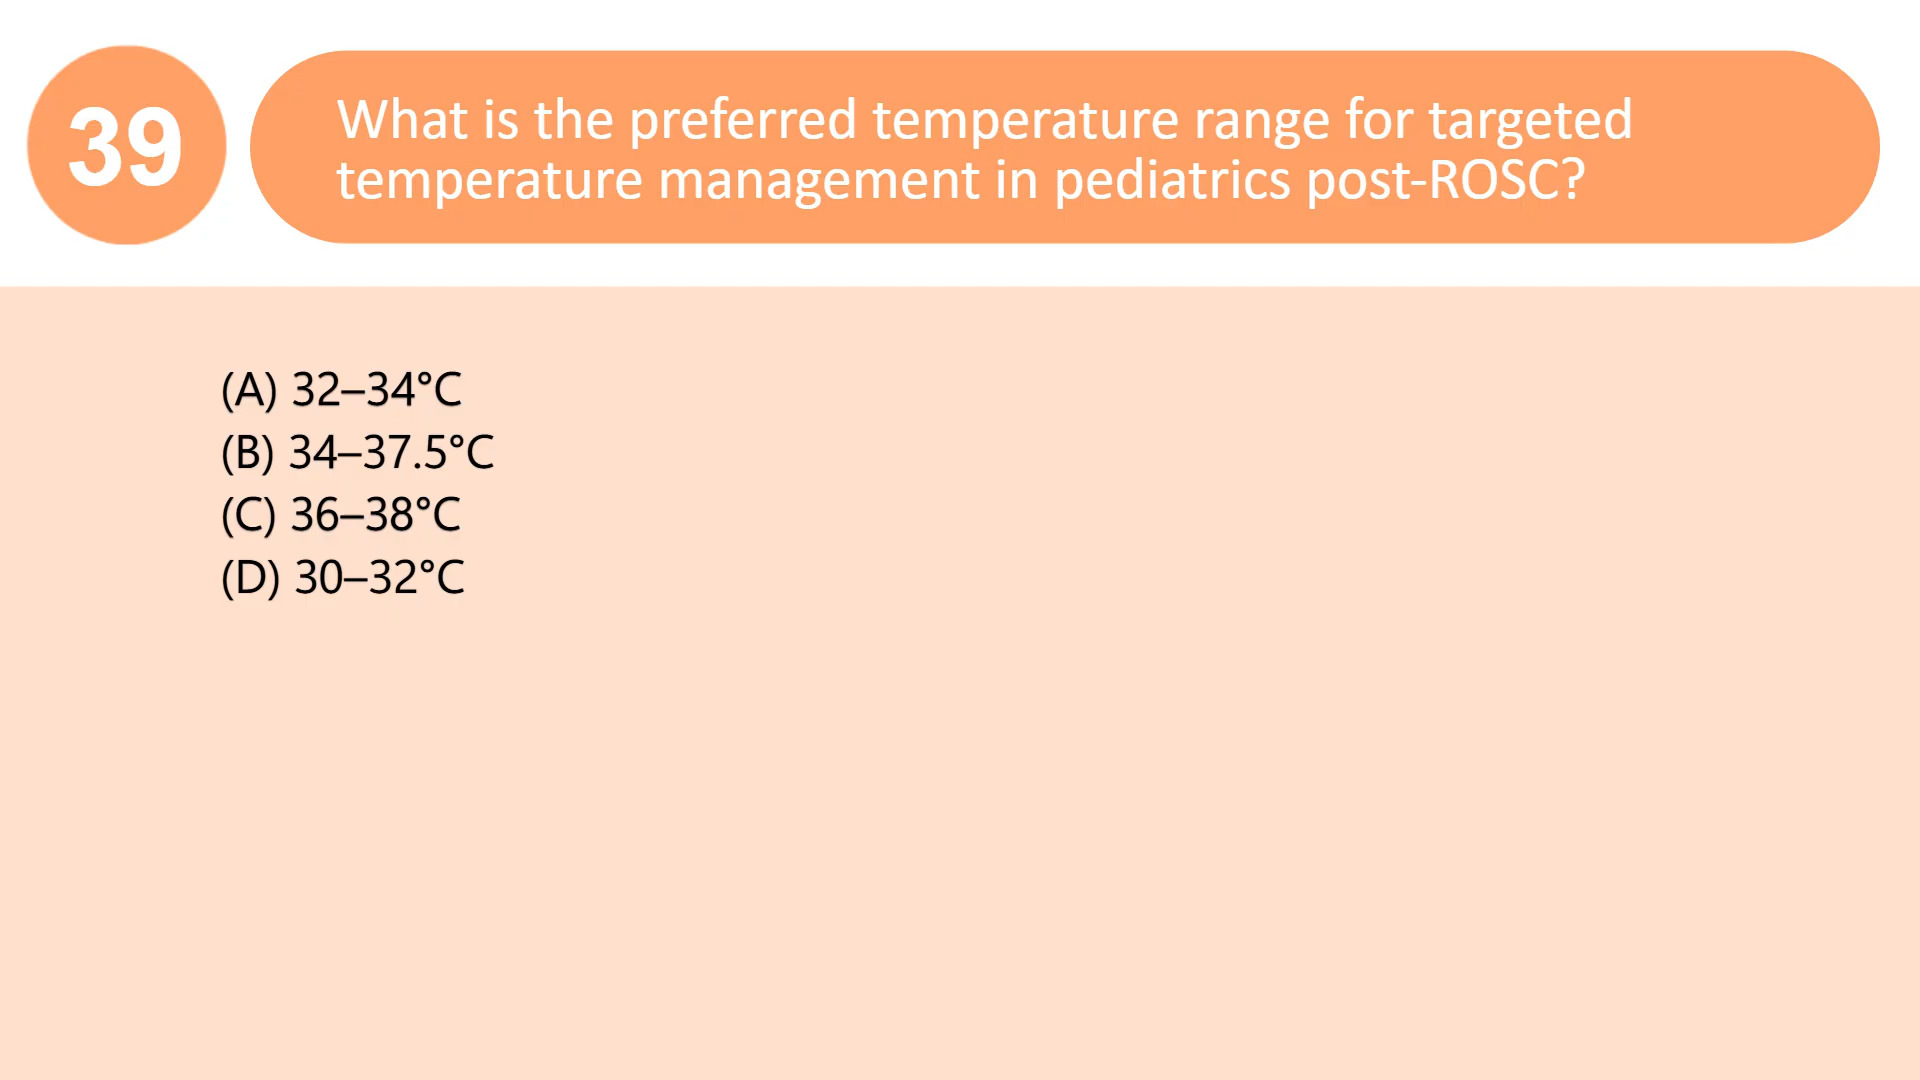 39
What is the preferred temperature range for targeted
temperature management in pediatrics post-ROSC?
(A) 32–34°C
(B) 34–37.5°C
(C) 36–38°C
(D) 30–32°C